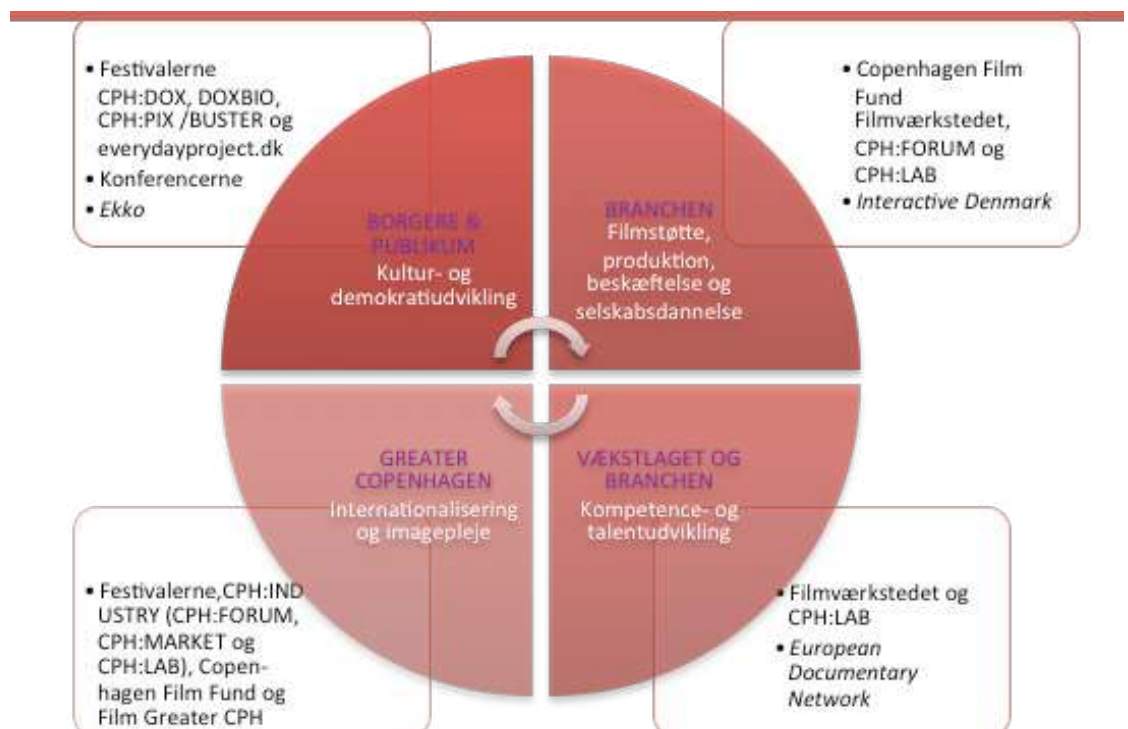 • Festivalerne
CPH:DOX, DOXBIO,
CPH:PIX /BUSTER og
everydayproject.dk
• Konferencerne
• Ekko
• Copenhagen Film
Fund
Filmværkstedet,
CPH:FORUM og
CPH:LAB
• Interactive Denmark
BORGERE &
PUBLIKUM
Kultur- og
demokratiudvikling
BRANCHEN
Filmstøtte,
produktion,
beskæftelse og
selskabsdannelse
GREATER
COPENHAGEN
Internationalisering
og imagepleje
VÆKSTLAGET OG
BRANCHEN
Kompetence- og
talentudvikling
• Festivalerne,CPH:IND
USTRY (CPH:FORUM,
CPH:MARKET og
CPH:LAB), Copen-
hagen Film Fund og
Film Greater CPH
• Filmværkstedet og
CPH:LAB
• European
Documentary
Network